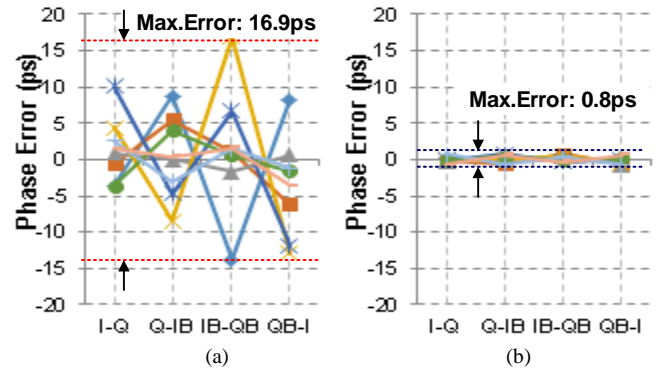 Max.Error: 16.9ps
Phase Error (ps)
20
15
10
5
0
-5
-10
-15
-20
I-Q Q-IB IB-QB QB-I
(a)
Max.Error: 0.8ps
Phase Error (ps)
20
15
10
5
0
-5
-10
-15
-20
I-Q Q-IB IB-QB QB-I
(b)